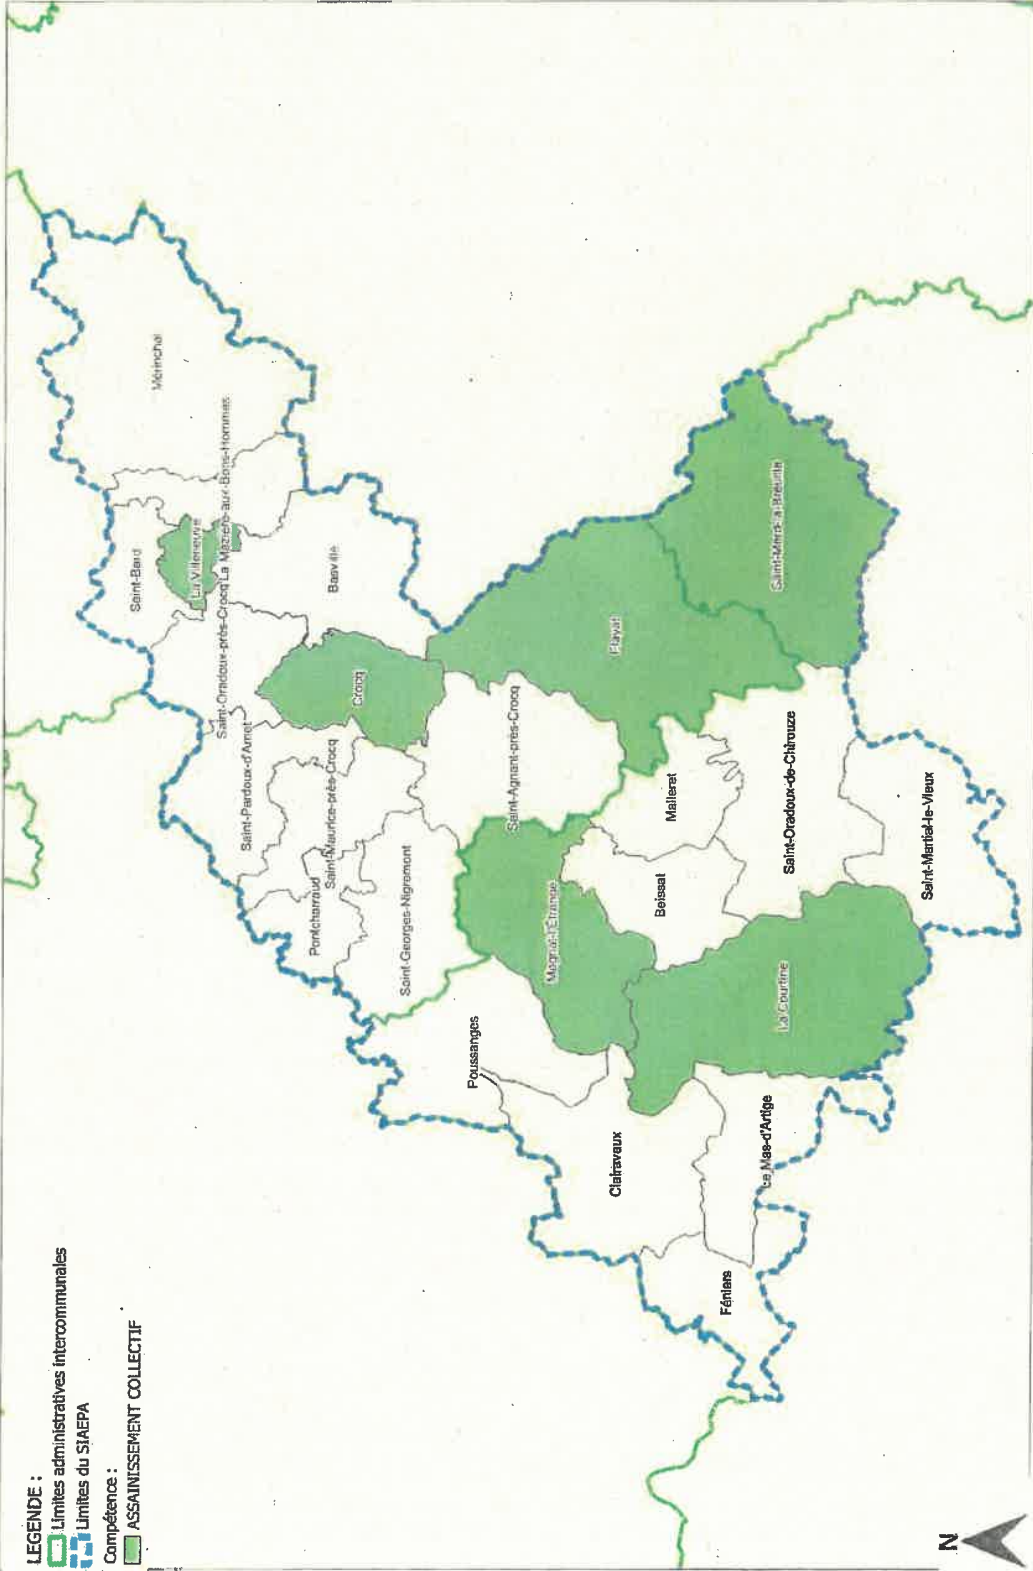 LEGENDE :
Limites administratives intercommunales
Limites du SIAEPA
Compétence :
ASSAINISSEMENT COLLECTIF
N
Mérinchal
Saint-Bard
La Villeneuve
Saint-Oradoux-près-Crocq
La Mazière-aux-Bons-Hommes
Basville
Saint-Pardoux-d'Arnet
Crocq
Saint-Maurice-près-Crocq
Pontcharraud
Saint-Georges-Nigremont
Saint-Agnant-près-Crocq
Flayat
Saint-Merd-la-Breuille
Magnat-l'Étrange
Poussanges
Malleret
Beissat
Saint-Oradoux-de-Chirouze
Clairavaux
La Courtine
Saint-Martial-le-Vieux
Le Mas-d'Artige
Féniers